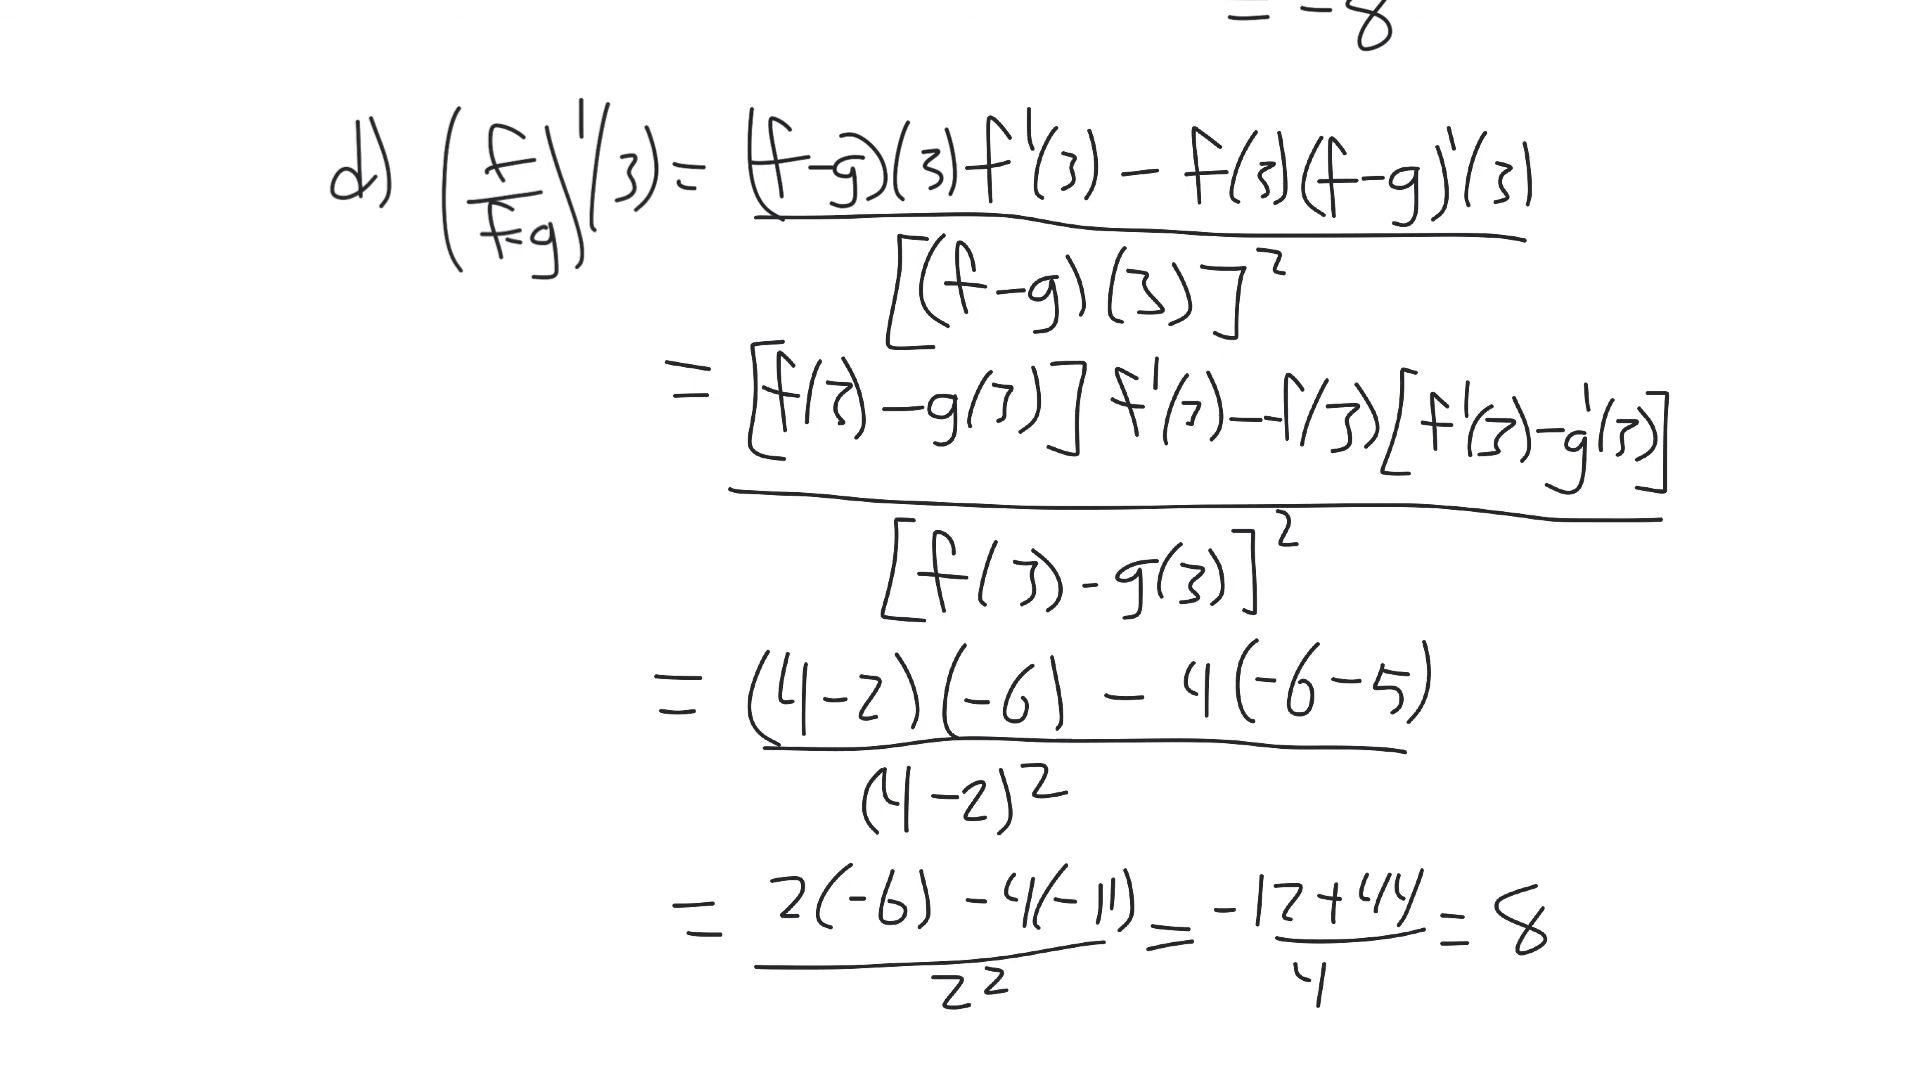 = -8
d) (f/(f-g))'(3) = ((f-g)(3) f'(3) - f(3)(f-g)'(3)) / [(f-g)(3)]²
= ([f(3) - g(3)] f'(3) - f(3)[f'(3) - g'(3)]) / [f(3) - g(3)]²
= ((4-2)(-6) - 4(-6-5)) / (4-2)²
= (2(-6) - 4(-11)) / 2² = (-12+44) / 4 = 8